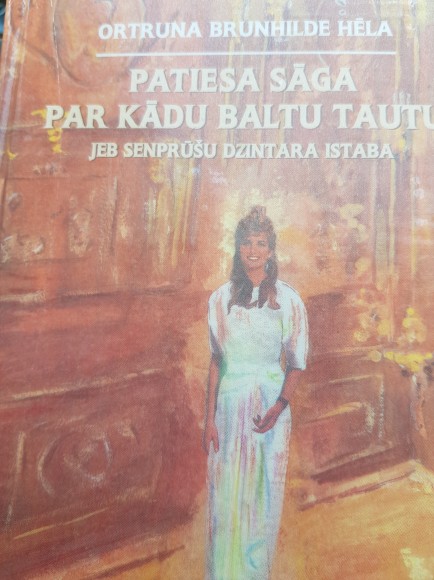 ORTRUNA BRUNHILDE HĒLA
PATIESA SĀGA
PAR KĀDU BALTU TAUTU
JEB SENPRŪŠU DZINTARA ISTABA